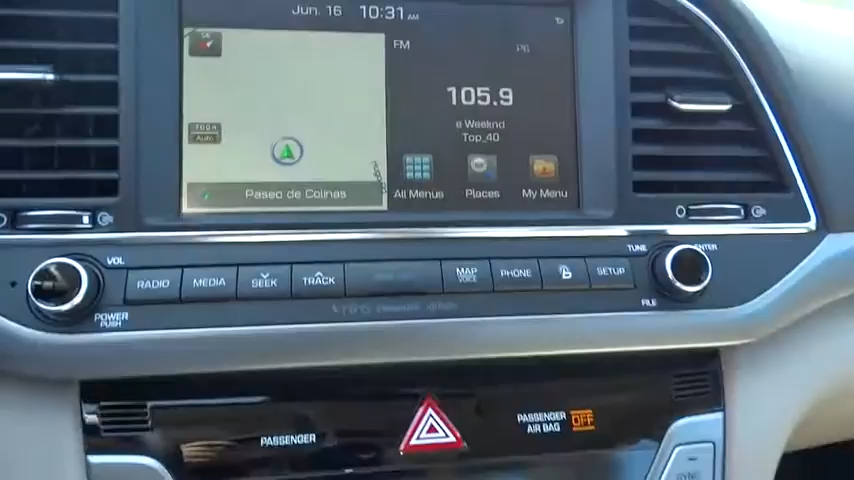 Jun. 16 10:31 AM
FM
105.9
e Weeknd
Top_40
Auto
Paseo de Colinas
All Menus
Places
My Menu
VOL
TUNE
ENTER
RADIO
MEDIA
SEEK
TRACK
MAP
VOICE
PHONE
SETUP
POWER
PUSH
FILE
PASSENGER
PASSENGER
AIR BAG
OFF